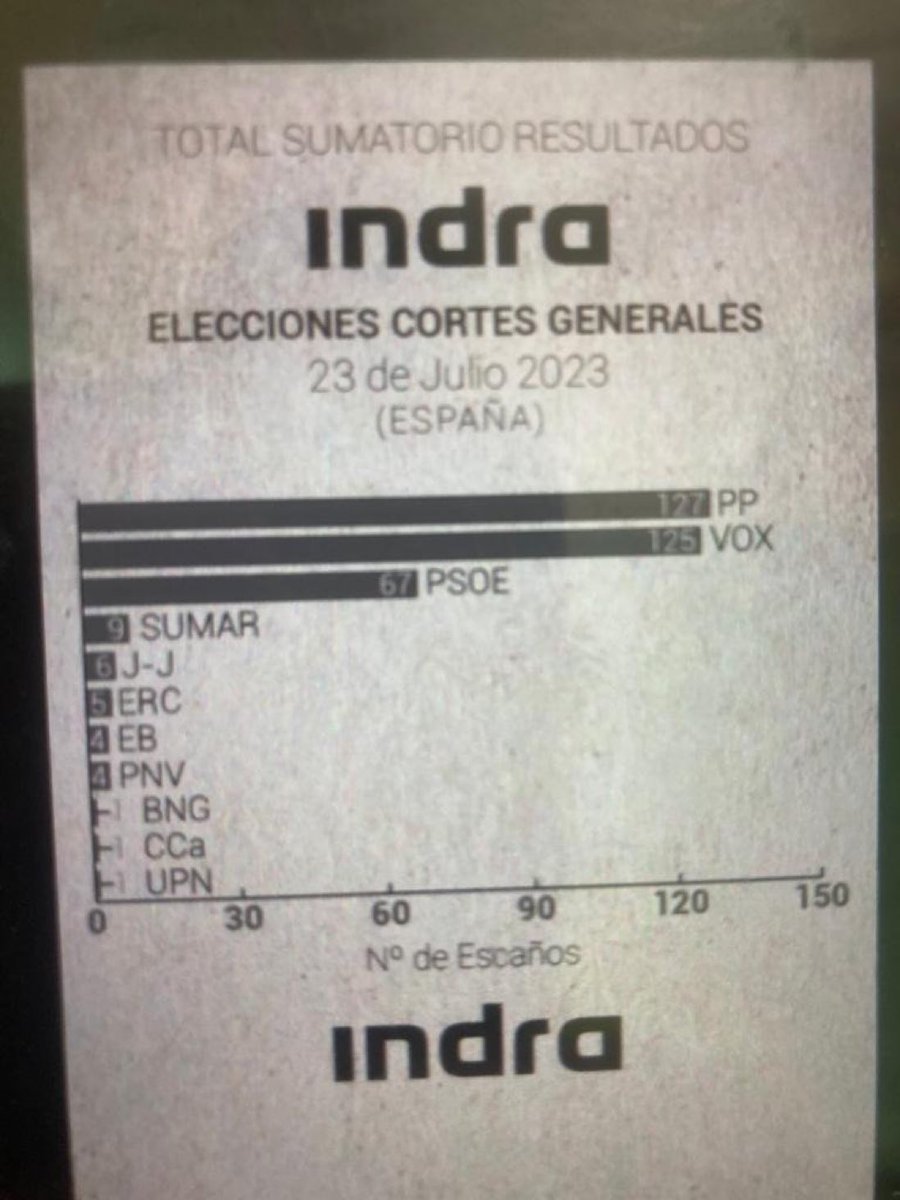 TOTAL SUMATORIO RESULTADOS
indra
ELECCIONES CORTES GENERALES
23 de Julio 2023
(ESPAÑA)
127 PP
125 VOX
67 PSOE
9 SUMAR
6 J-J
5 ERC
4 EB
4 PNV
1 BNG
1 CCa
1 UPN
0 30 60 90 120 150
Nº de Escaños
indra